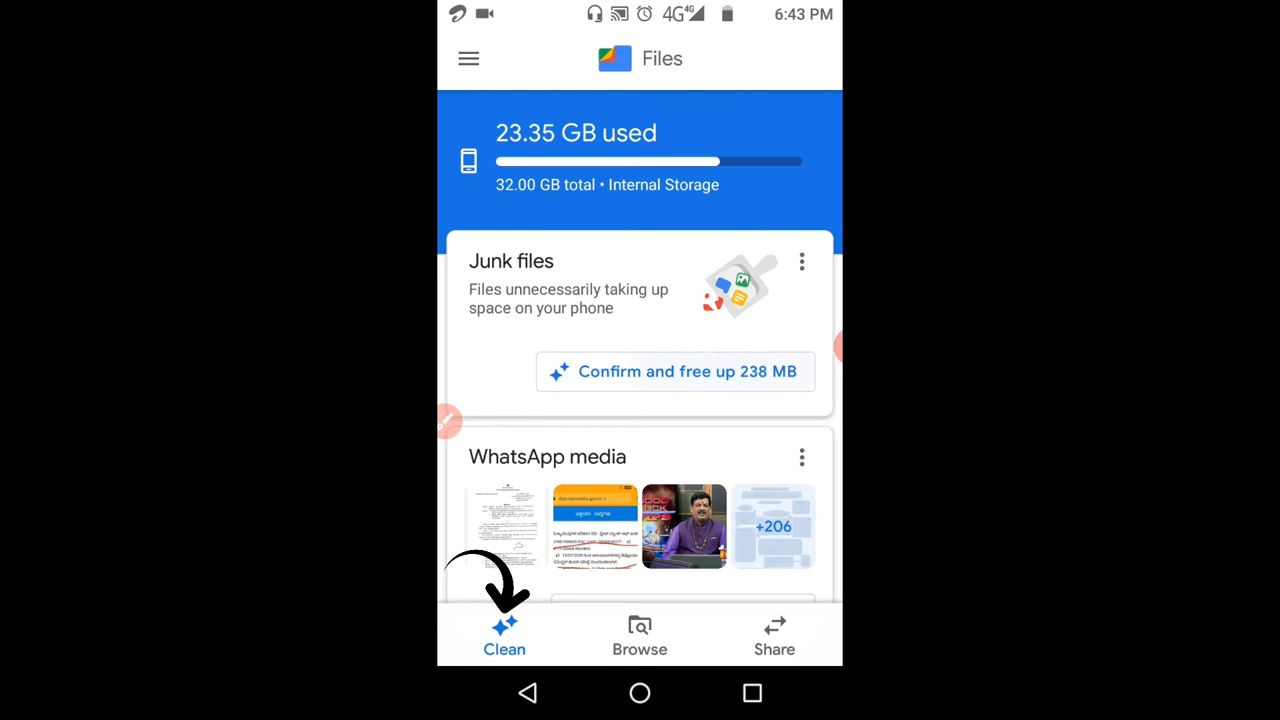 4G 4G 6:43 PM
Files
23.35 GB used
32.00 GB total • Internal Storage
Junk files
Files unnecessarily taking up
space on your phone
Confirm and free up 238 MB
WhatsApp media
+206
Clean
Browse
Share